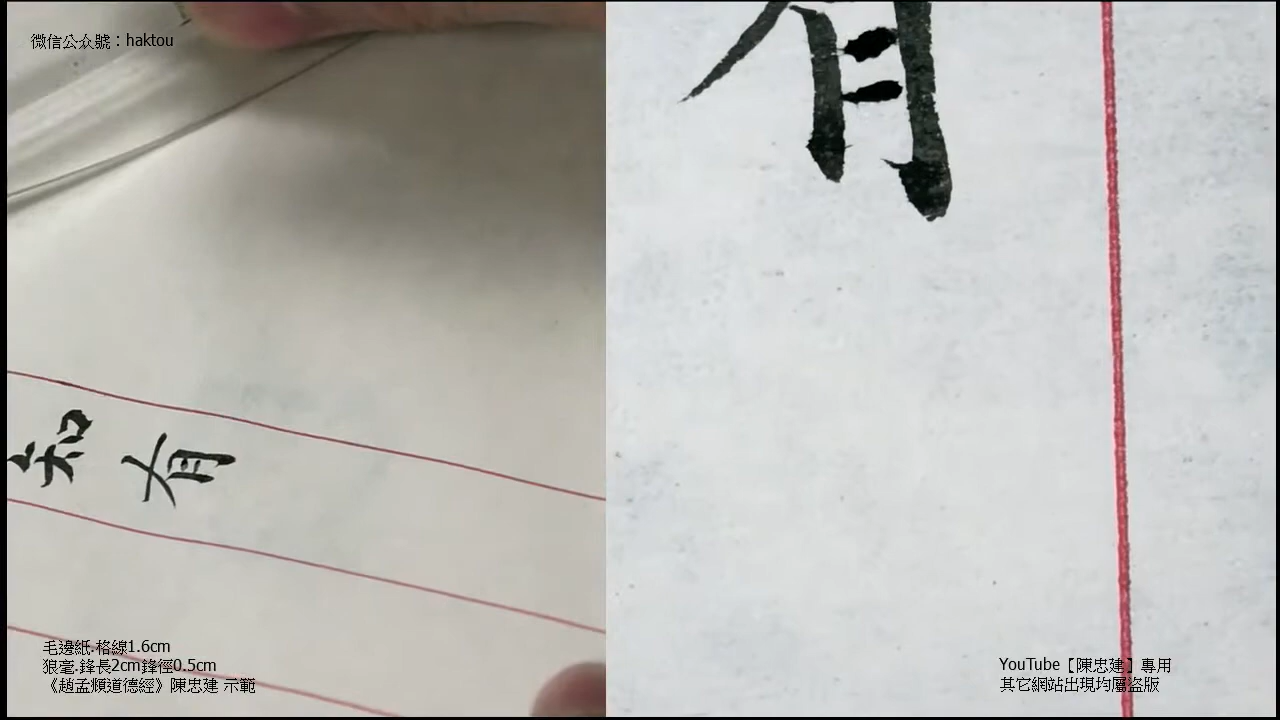 微信公众號：haktou
知有
有
毛邊紙.格線1.6cm
狼毫.鋒長2cm鋒徑0.5cm
《趙孟頫道德經》陳忠建 示範
YouTube［陳忠建］專用
其它網站出現均屬盜版